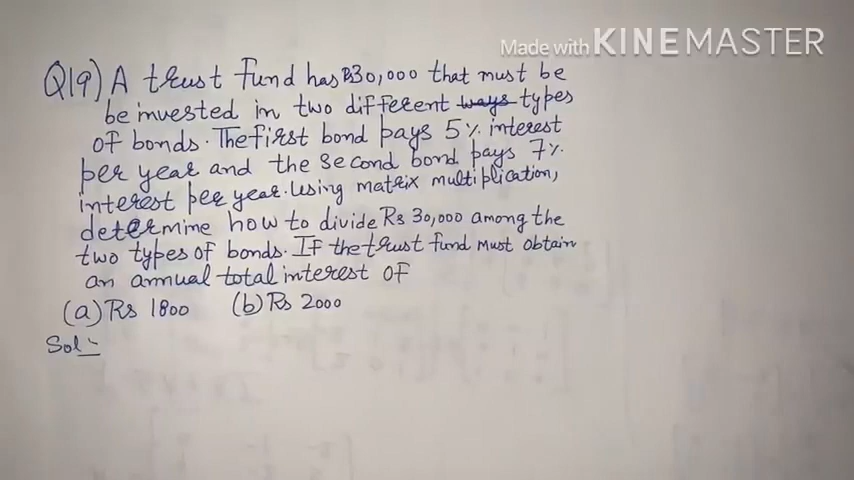 Made with KINEMASTER
Q19) A trust fund has ₨30,000 that must be
be invested in two different ways types
of bonds. The first bond pays 5% interest
per year and the second bond pays 7%
interest per year. Using matrix multiplication,
determine how to divide Rs 30,000 among the
two types of bonds. If the trust fund must obtain
an annual total interest of
(a) Rs 1800 (b) Rs 2000
Sol:-